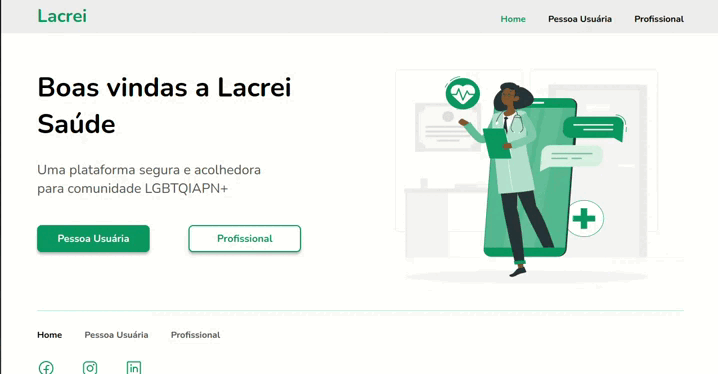 Lacrei
Home Pessoa Usuária Profissional
Boas vindas a Lacrei
Saúde
Uma plataforma segura e acolhedora
para comunidade LGBTQIAPN+
Pessoa Usuária Profissional
Home Pessoa Usuária Profissional
in